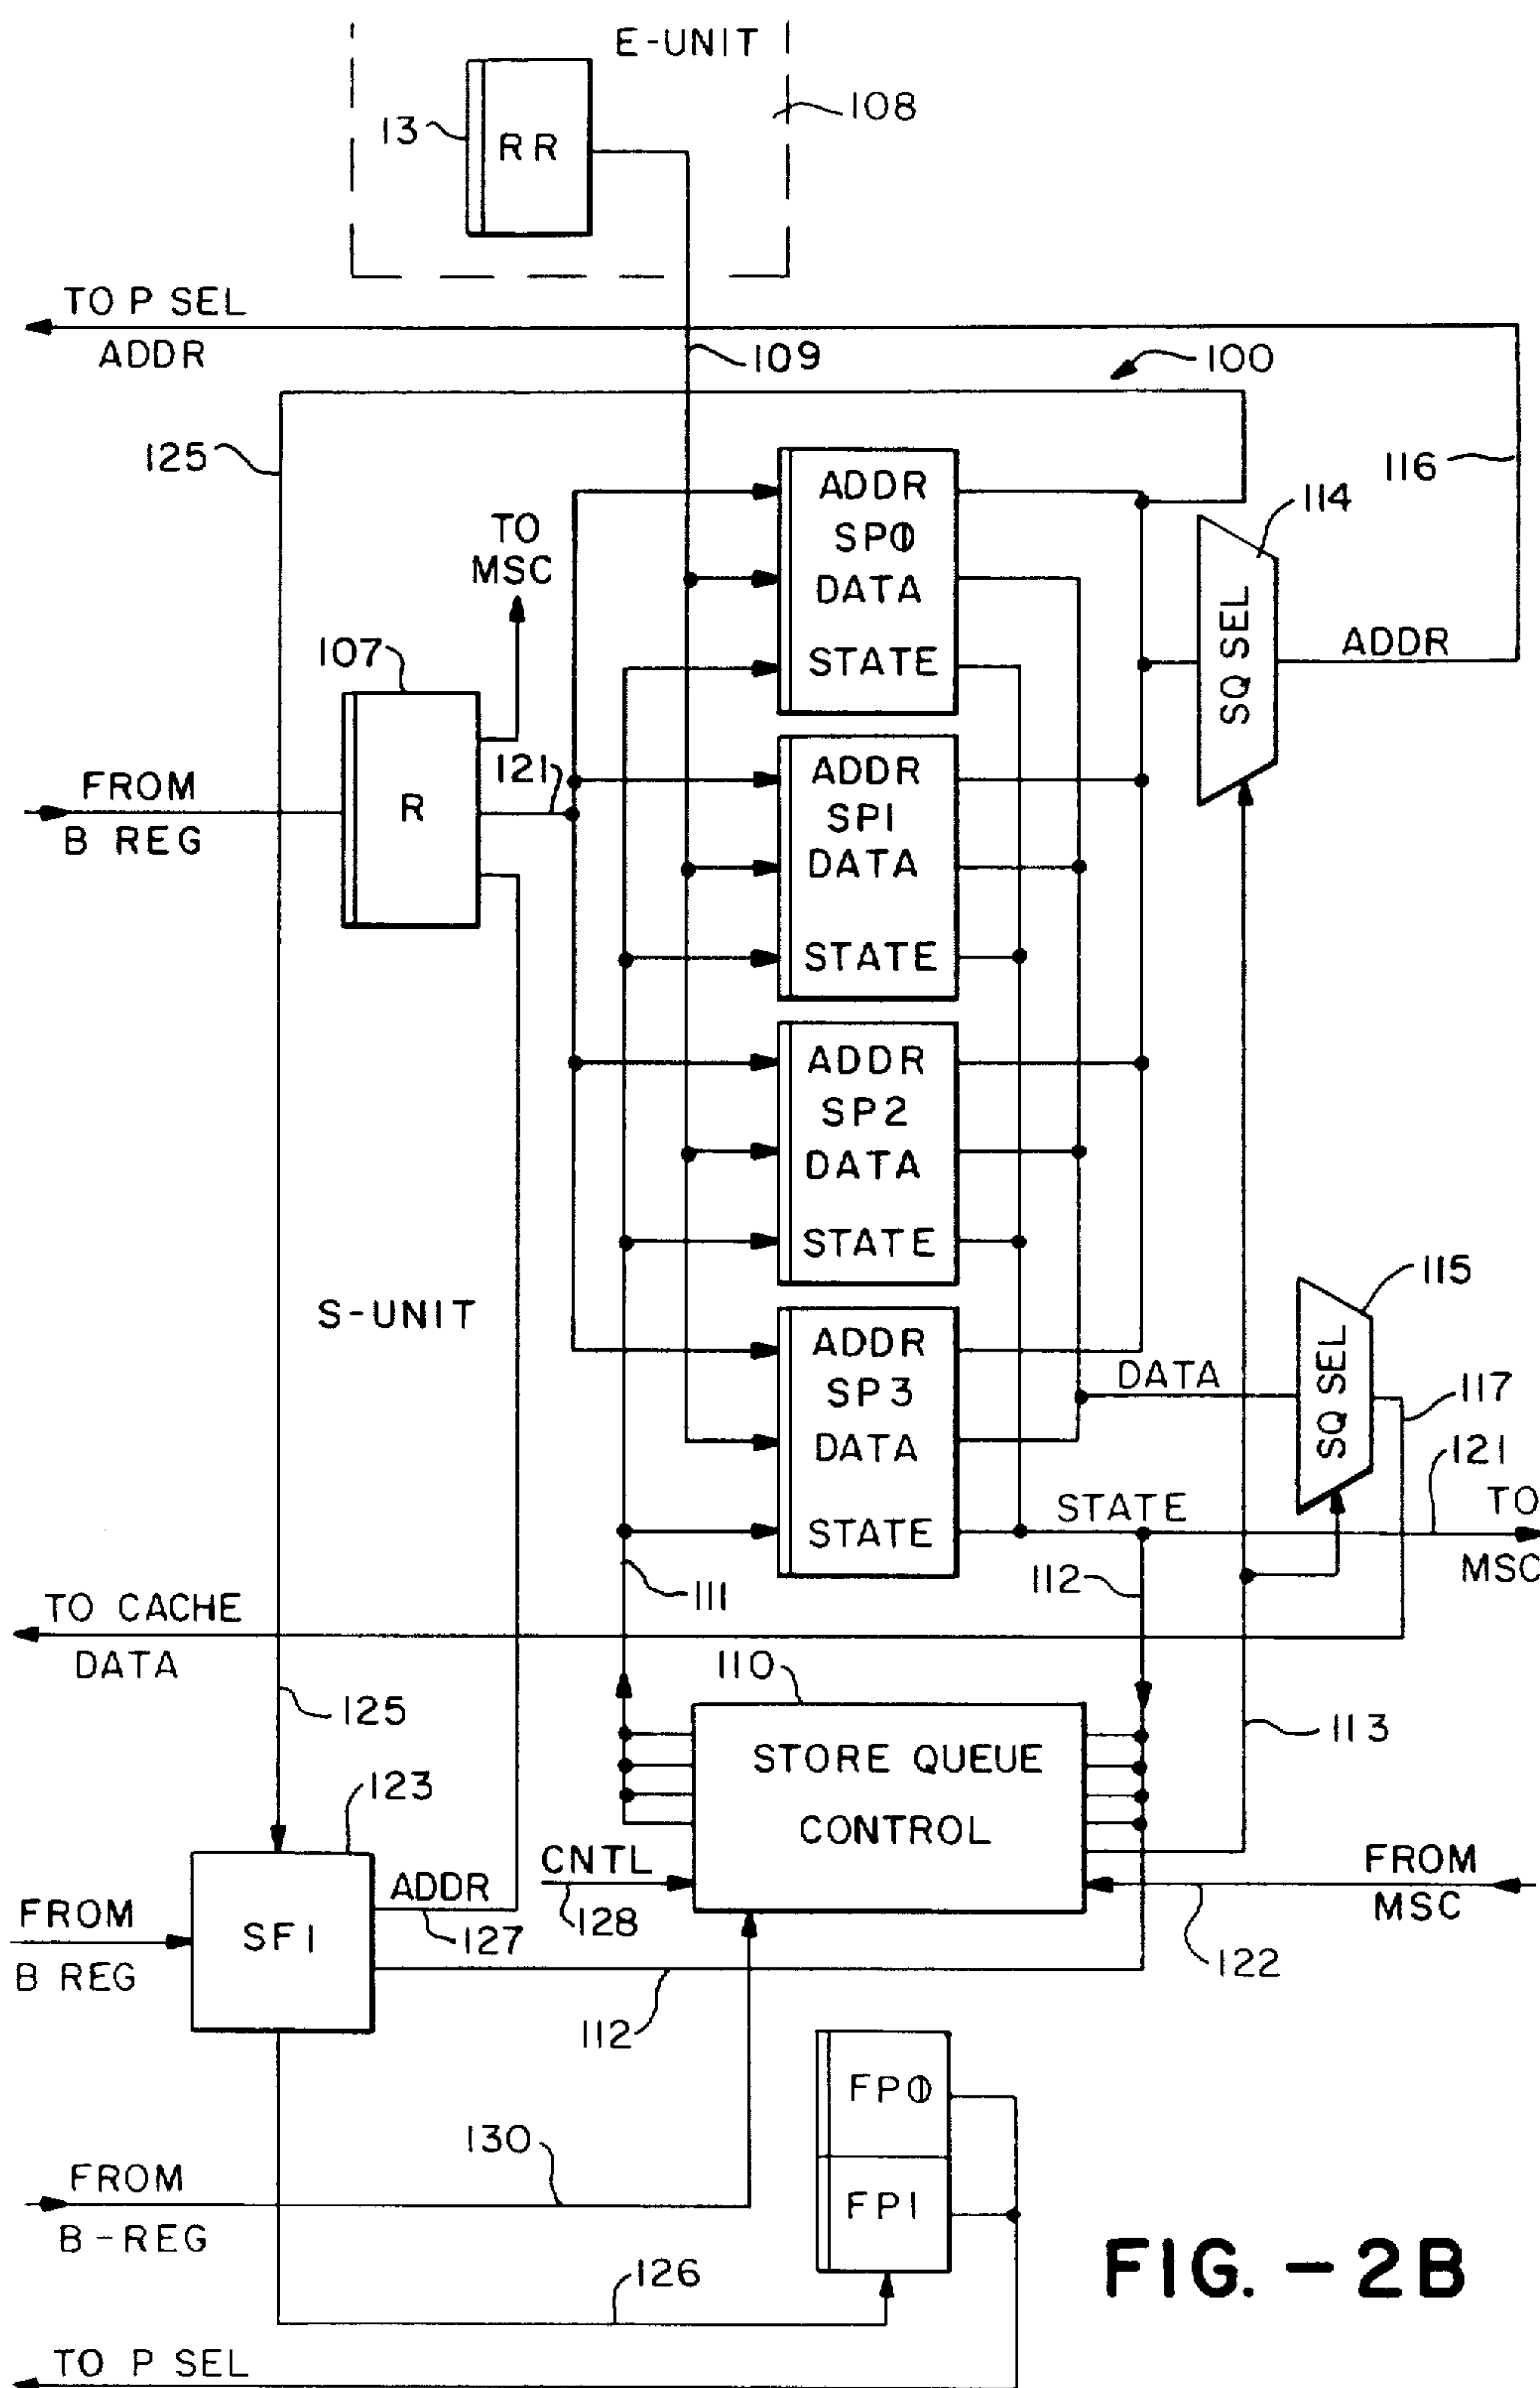 E-UNIT
108
13
RR
TO P SEL
ADDR
109
100
125
116
ADDR
SP0
DATA
STATE
114
SQ SEL
ADDR
TO
MSC
107
R
121
FROM
B REG
ADDR
SP1
DATA
STATE
ADDR
SP2
DATA
STATE
S-UNIT
115
SQ SEL
117
ADDR
SP3
DATA
STATE
DATA
STATE
121
TO
MSC
111
112
TO CACHE
DATA
110
125
113
STORE QUEUE
CONTROL
123
CNTL
128
FROM
MSC
122
ADDR
127
FROM
B REG
SFI
112
FP0
FP1
130
FROM
B-REG
126
FIG.-2B
TO P SEL